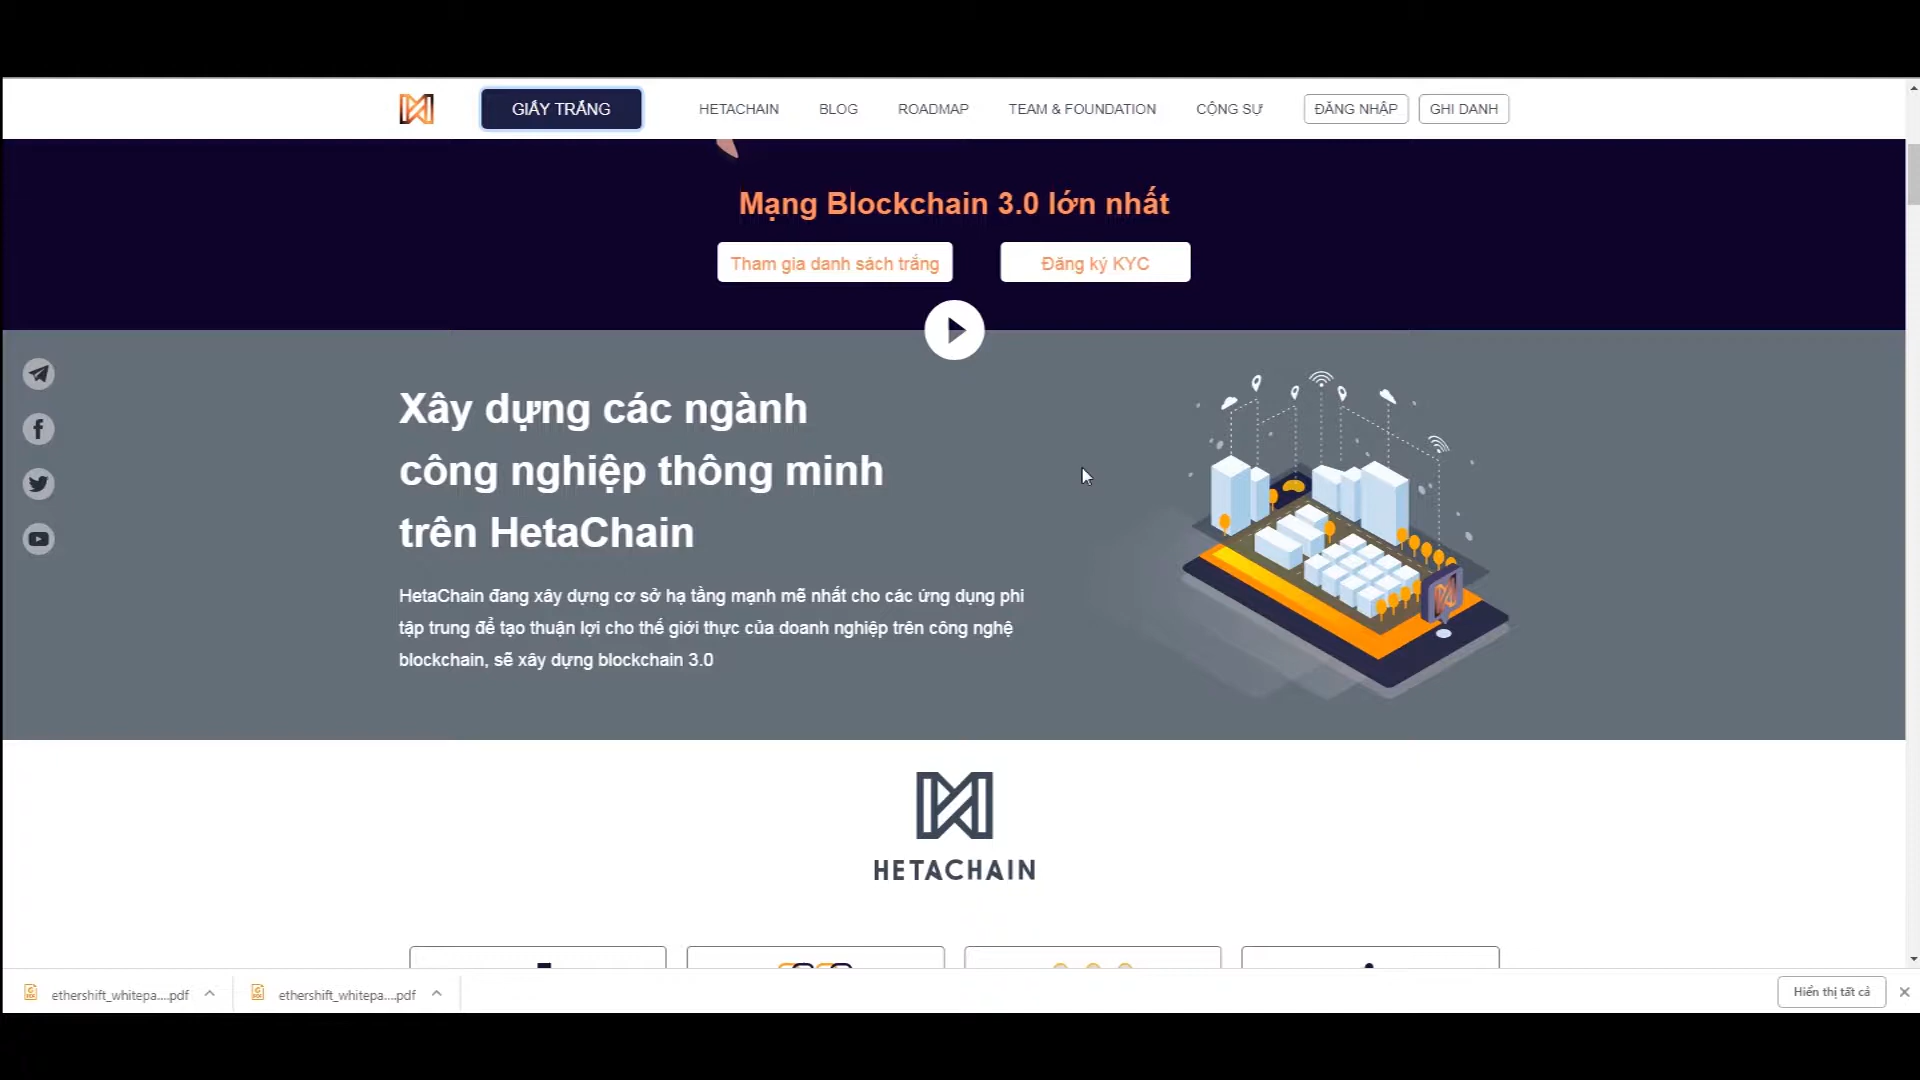 GIẤY TRẮNG
HETACHAIN
BLOG
ROADMAP
TEAM & FOUNDATION
CỘNG SỰ
ĐĂNG NHẬP
GHI DANH
Mạng Blockchain 3.0 lớn nhất
Tham gia danh sách trắng
Đăng ký KYC
Xây dựng các ngành
công nghiệp thông minh
trên HetaChain
HetaChain đang xây dựng cơ sở hạ tầng mạnh mẽ nhất cho các ứng dụng phi
tập trung để tạo thuận lợi cho thế giới thực của doanh nghiệp trên công nghệ
blockchain, sẽ xây dựng blockchain 3.0
HETACHAIN
ethershift_whitepa....pdf
ethershift_whitepa....pdf
Hiển thị tất cả